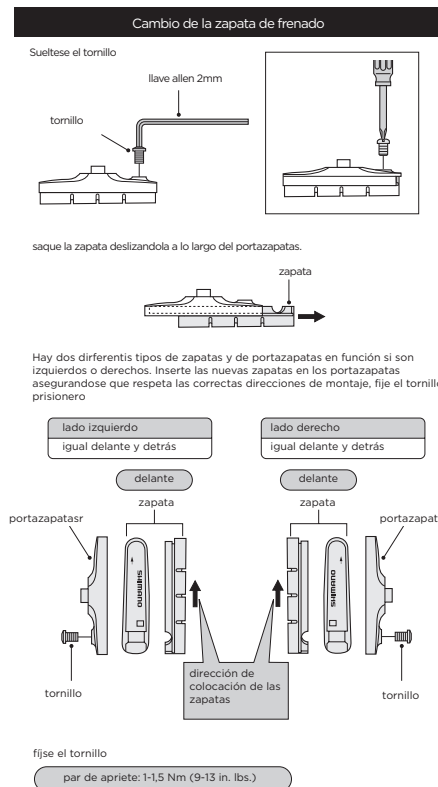 Cambio de la zapata de frenado
Sueltese el tornillo
llave allen 2mm
tornillo
saque la zapata deslizandola a lo largo del portazapatas.
zapata
Hay dos dirferentis tipos de zapatas y de portazapatas en función si son
izquierdos o derechos. Inserte las nuevas zapatas en los portazapatas
asegurandose que respeta las correctas direcciones de montaje, fije el tornillo
prisionero
lado izquierdo
igual delante y detrás
lado derecho
igual delante y detrás
delante
delante
zapata
zapata
portazapatasr
portazapat
SHIMANO
SHIMANO
tornillo
tornillo
dirección de
colocación de las
zapatas
fíjse el tornillo
par de apriete: 1-1,5 Nm (9-13 in. lbs.)